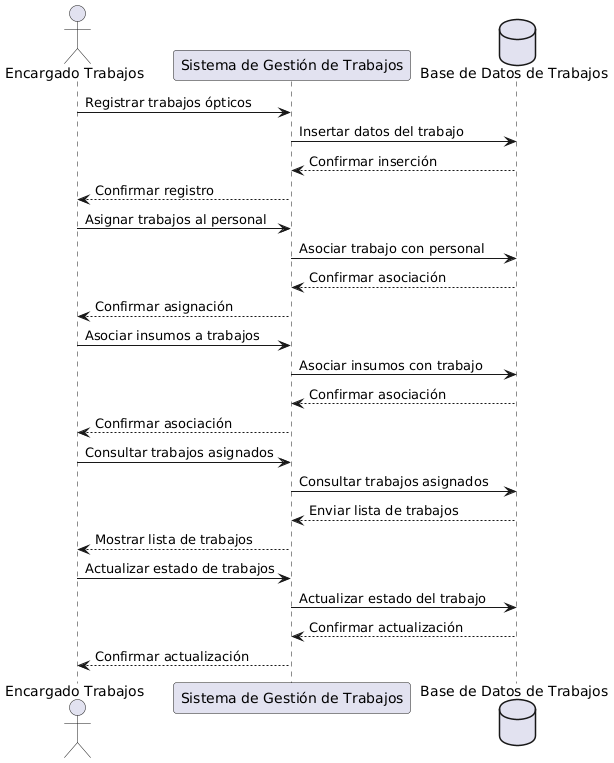 Encargado Trabajos
Sistema de Gestión de Trabajos
Base de Datos de Trabajos
Registrar trabajos ópticos
Insertar datos del trabajo
Confirmar inserción
Confirmar registro
Asignar trabajos al personal
Asociar trabajo con personal
Confirmar asociación
Confirmar asignación
Asociar insumos a trabajos
Asociar insumos con trabajo
Confirmar asociación
Confirmar asociación
Consultar trabajos asignados
Consultar trabajos asignados
Enviar lista de trabajos
Mostrar lista de trabajos
Actualizar estado de trabajos
Actualizar estado del trabajo
Confirmar actualización
Confirmar actualización
Encargado Trabajos
Sistema de Gestión de Trabajos
Base de Datos de Trabajos